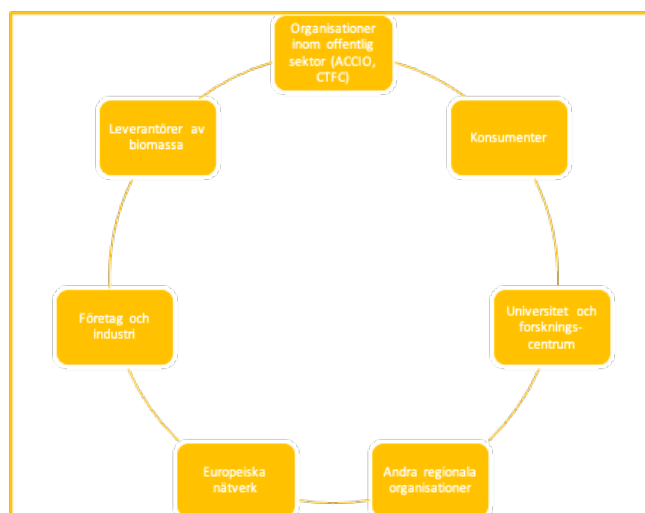 Organisationer
inom offentlig
sektor (ACCIO,
CTFC)
Konsumenter
Universitet och
forsknings-
centrum
Andra regionala
organisationer
Europeiska
nätverk
Företag och
industri
Leverantörer av
biomassa